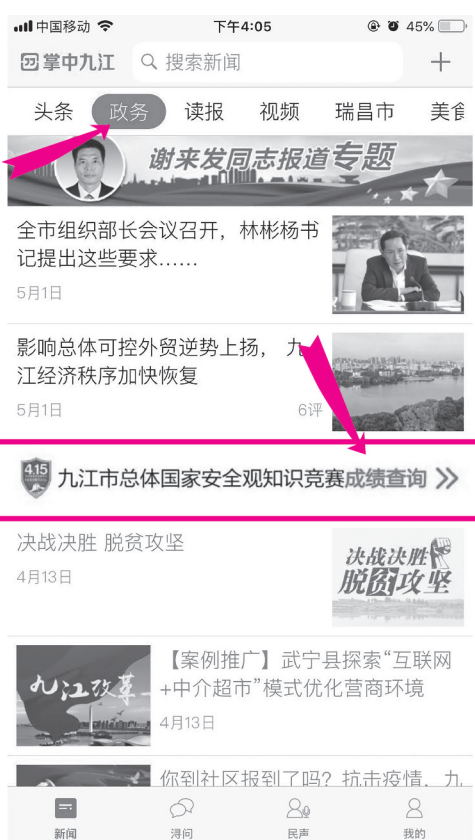 中国移动 下午4:05 45%
掌中九江 搜索新闻
头条 政务 读报 视频 瑞昌市 美食
谢来发同志报道专题
全市组织部长会议召开，林彬杨书
记提出这些要求……
5月1日
影响总体可控外贸逆势上扬， 九
江经济秩序加快恢复
5月1日 6评
4.15 九江市总体国家安全观知识竞赛成绩查询
决战决胜 脱贫攻坚
4月13日
决战决胜
脱贫攻坚
九江改革
【案例推广】武宁县探索“互联网
+中介超市”模式优化营商环境
4月13日
你到社区报到了吗？抗击疫情，九
新闻 浔问 民声 我的